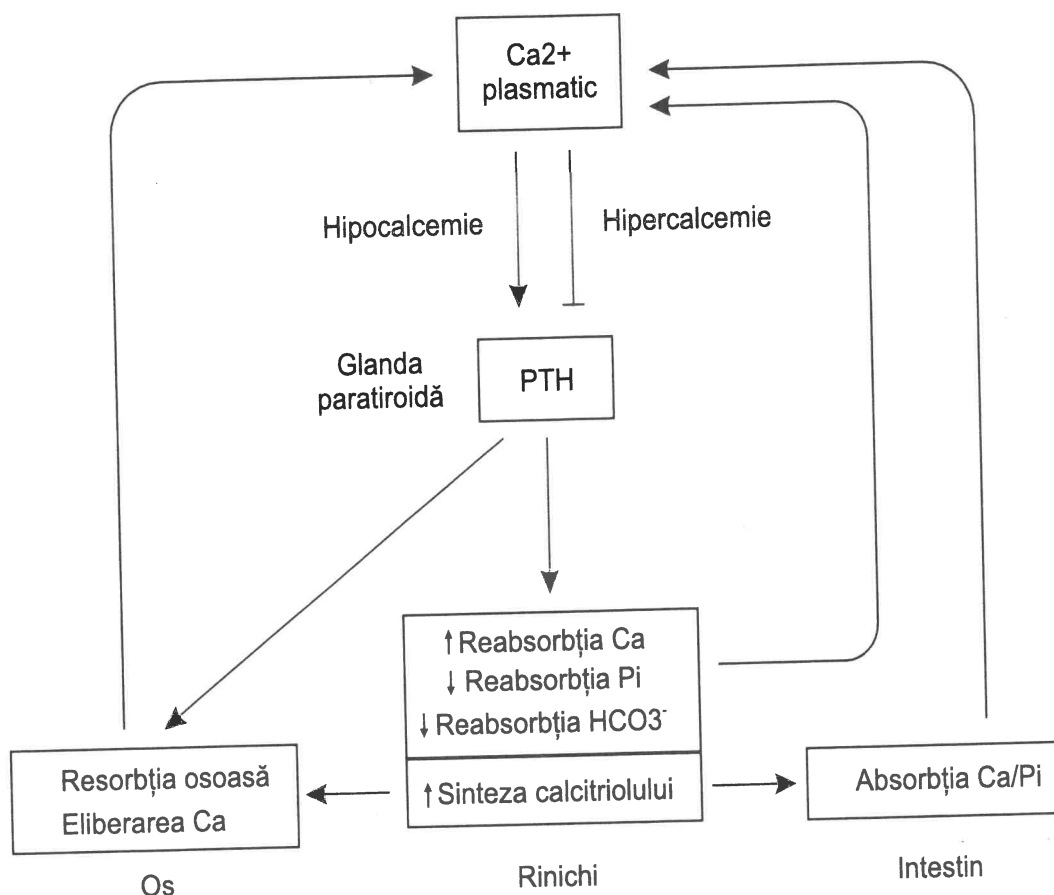 Ca2+
plasmatic
Hipocalcemie
Hipercalcemie
Glanda
paratiroidă
PTH
↑Reabsorbția Ca
↓ Reabsorbția Pi
↓Reabsorbția HCO3⁻
↑Sinteza calcitriolului
Resorbția osoasă
Eliberarea Ca
Absorbția Ca/Pi
Os
Rinichi
Intestin